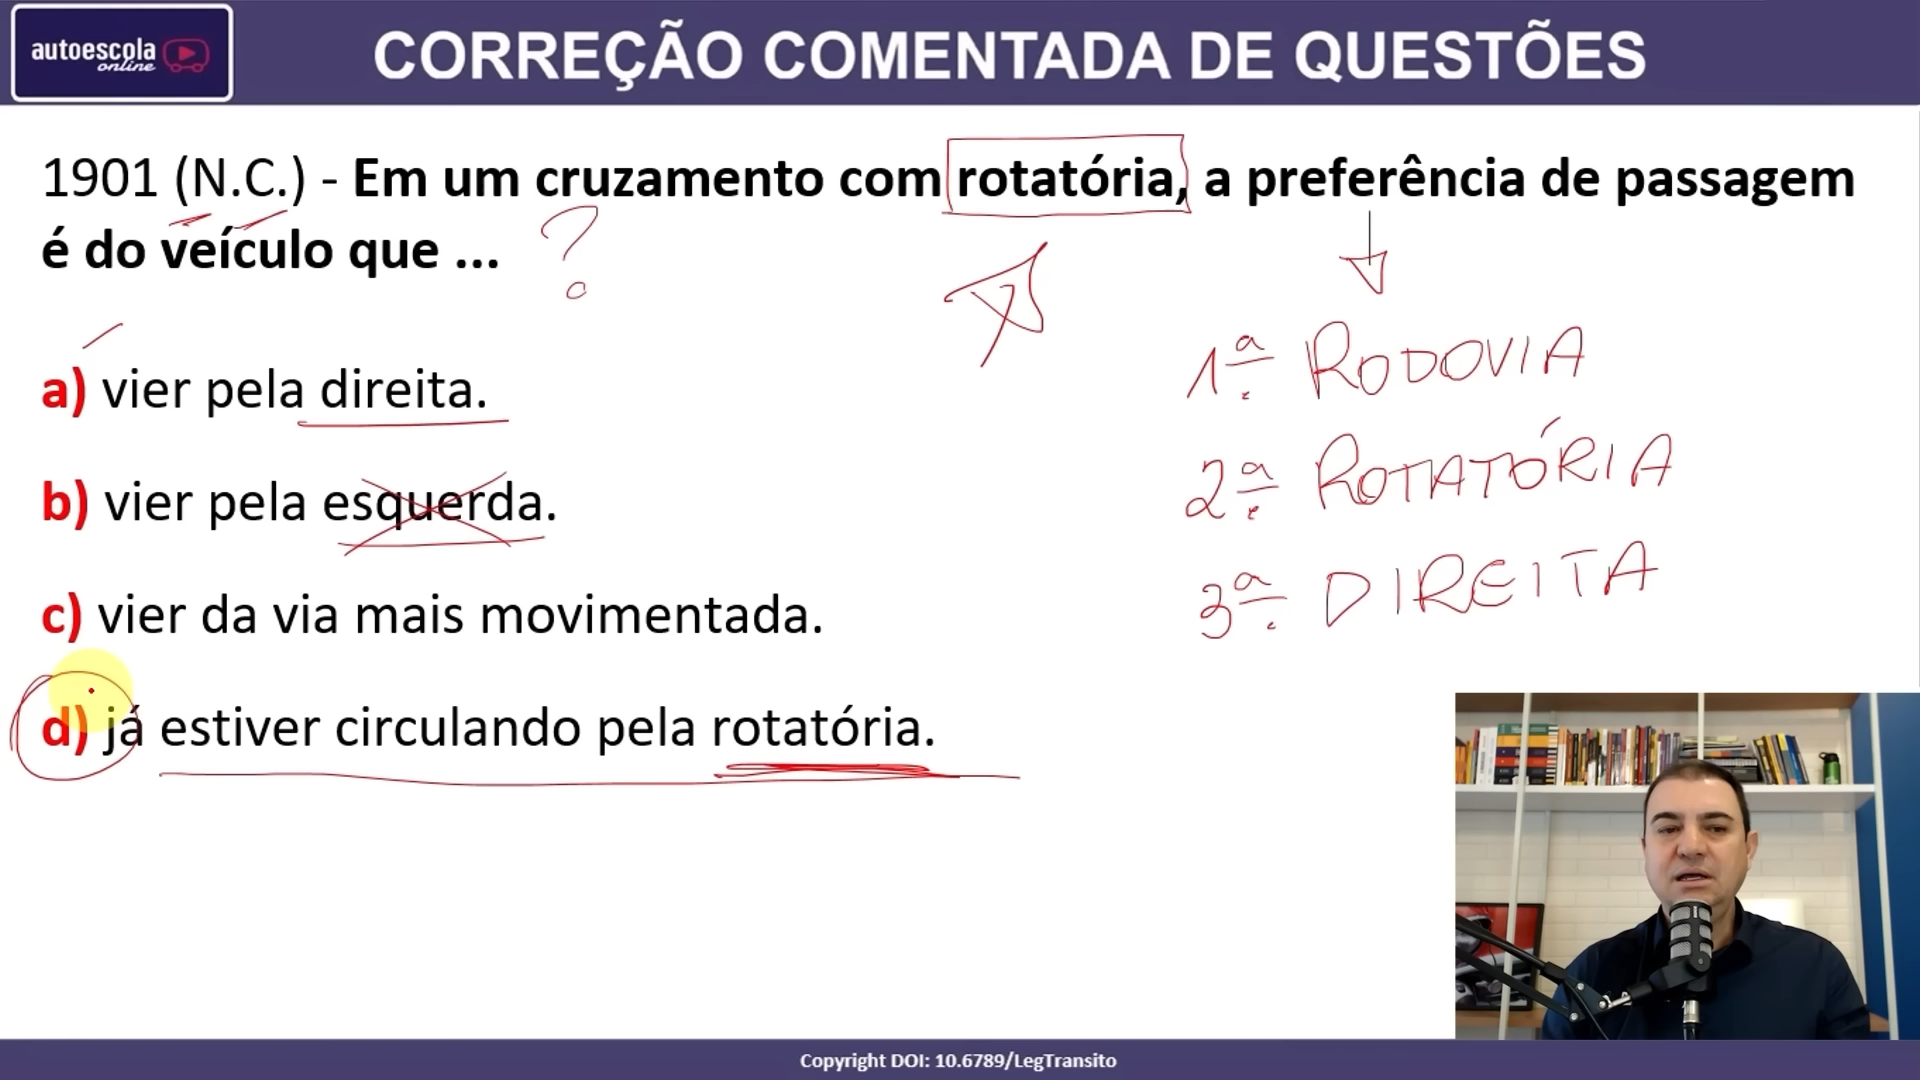 autoescola
online
CORREÇÃO COMENTADA DE QUESTÕES
1901 (N.C.) - Em um cruzamento com rotatória, a preferência de passagem
é do veículo que ...
?
a) vier pela direita.
b) vier pela esquerda.
c) vier da via mais movimentada.
d) já estiver circulando pela rotatória.
1ª RODOVIA
2ª ROTATÓRIA
3ª DIREITA
Copyright DOI: 10.6789/LegTransito